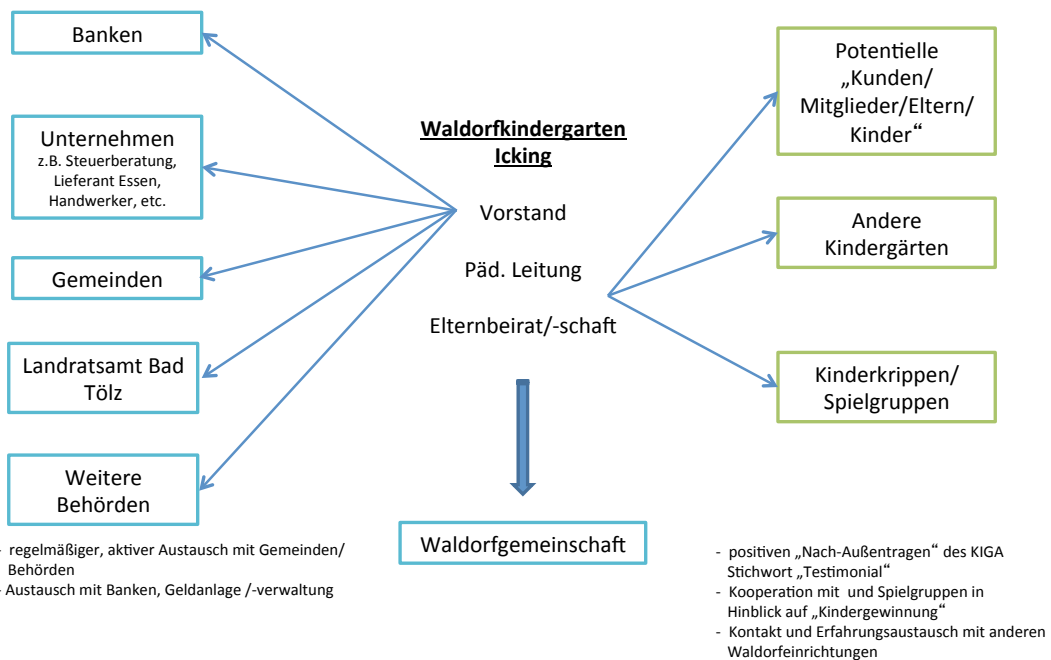 Banken
Unternehmen
z.B. Steuerberatung,
Lieferant Essen,
Handwerker, etc.
Gemeinden
Landratsamt Bad
Tölz
Weitere
Behörden
- regelmäßiger, aktiver Austausch mit Gemeinden/
Behörden
- Austausch mit Banken, Geldanlage /-verwaltung
Waldorfkindergarten
Icking
Vorstand
Päd. Leitung
Elternbeirat/-schaft
Waldorfgemeinschaft
Potentielle
„Kunden/
Mitglieder/Eltern/
Kinder“
Andere
Kindergärten
Kinderkrippen/
Spielgruppen
- positiven „Nach-Außentragen“ des KIGA
Stichwort „Testimonial“
- Kooperation mit und Spielgruppen in
Hinblick auf „Kindergewinnung“
- Kontakt und Erfahrungsaustausch mit anderen
Waldorfeinrichtungen